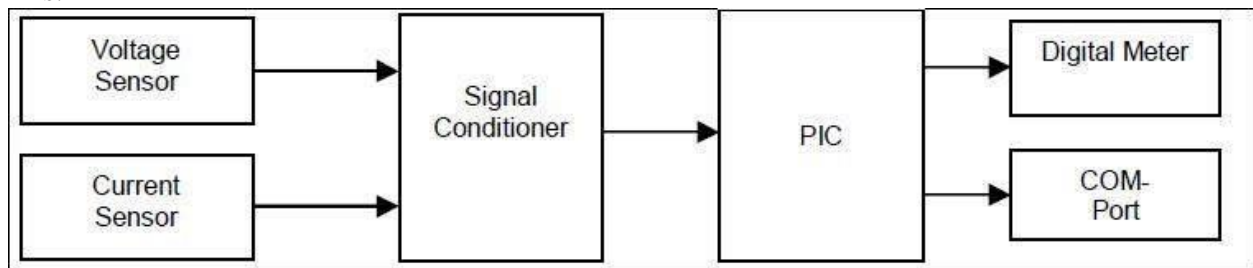 Voltage
Sensor
Current
Sensor
Signal
Conditioner
PIC
Digital Meter
COM-
Port